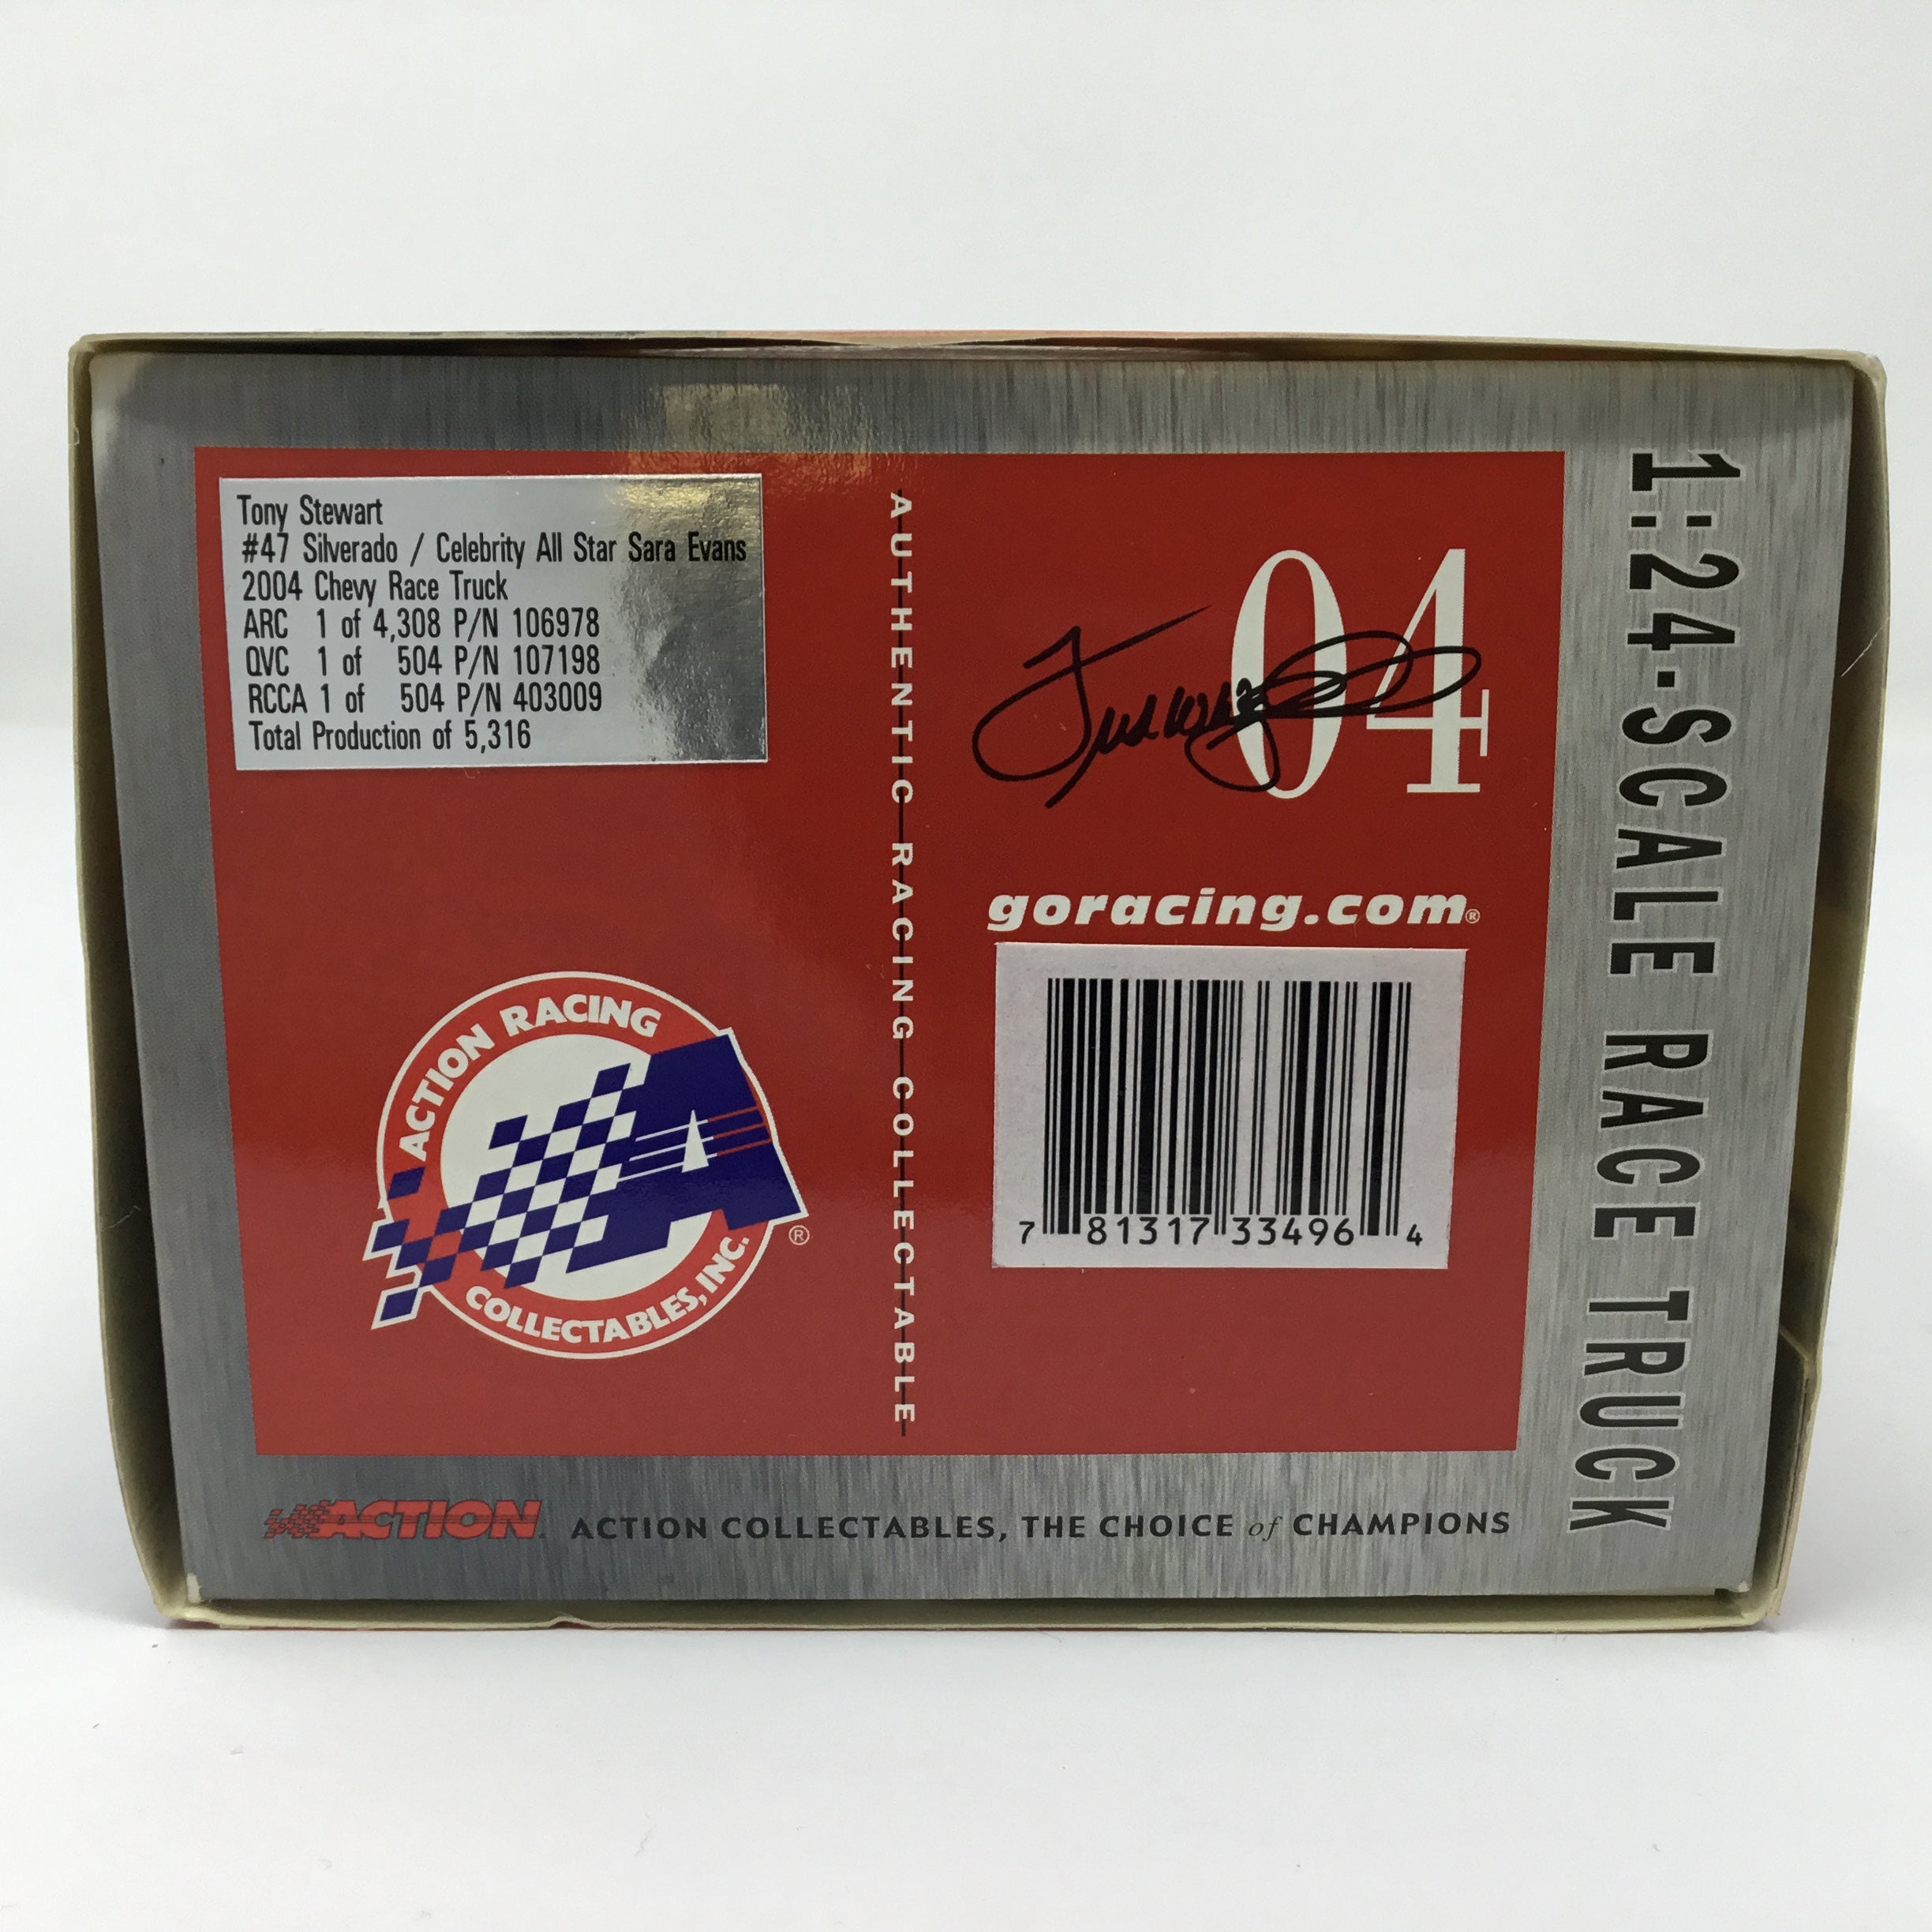 Tony Stewart
#47 Silverado / Celebrity All Star Sara Evans
2004 Chevy Race Truck
ARC 1 of 4,308 P/N 106978
QVC 1 of 504 P/N 107198
RCCA 1 of 504 P/N 403009
Total Production of 5,316
ACTION RACING
COLLECTABLES, INC.
®
AUTHENTIC RACING COLLECTABLE
04
goracing.com®
7 81317 33496 4
1:24-SCALE RACE TRUCK
ACTION
ACTION COLLECTABLES, THE CHOICE of CHAMPIONS